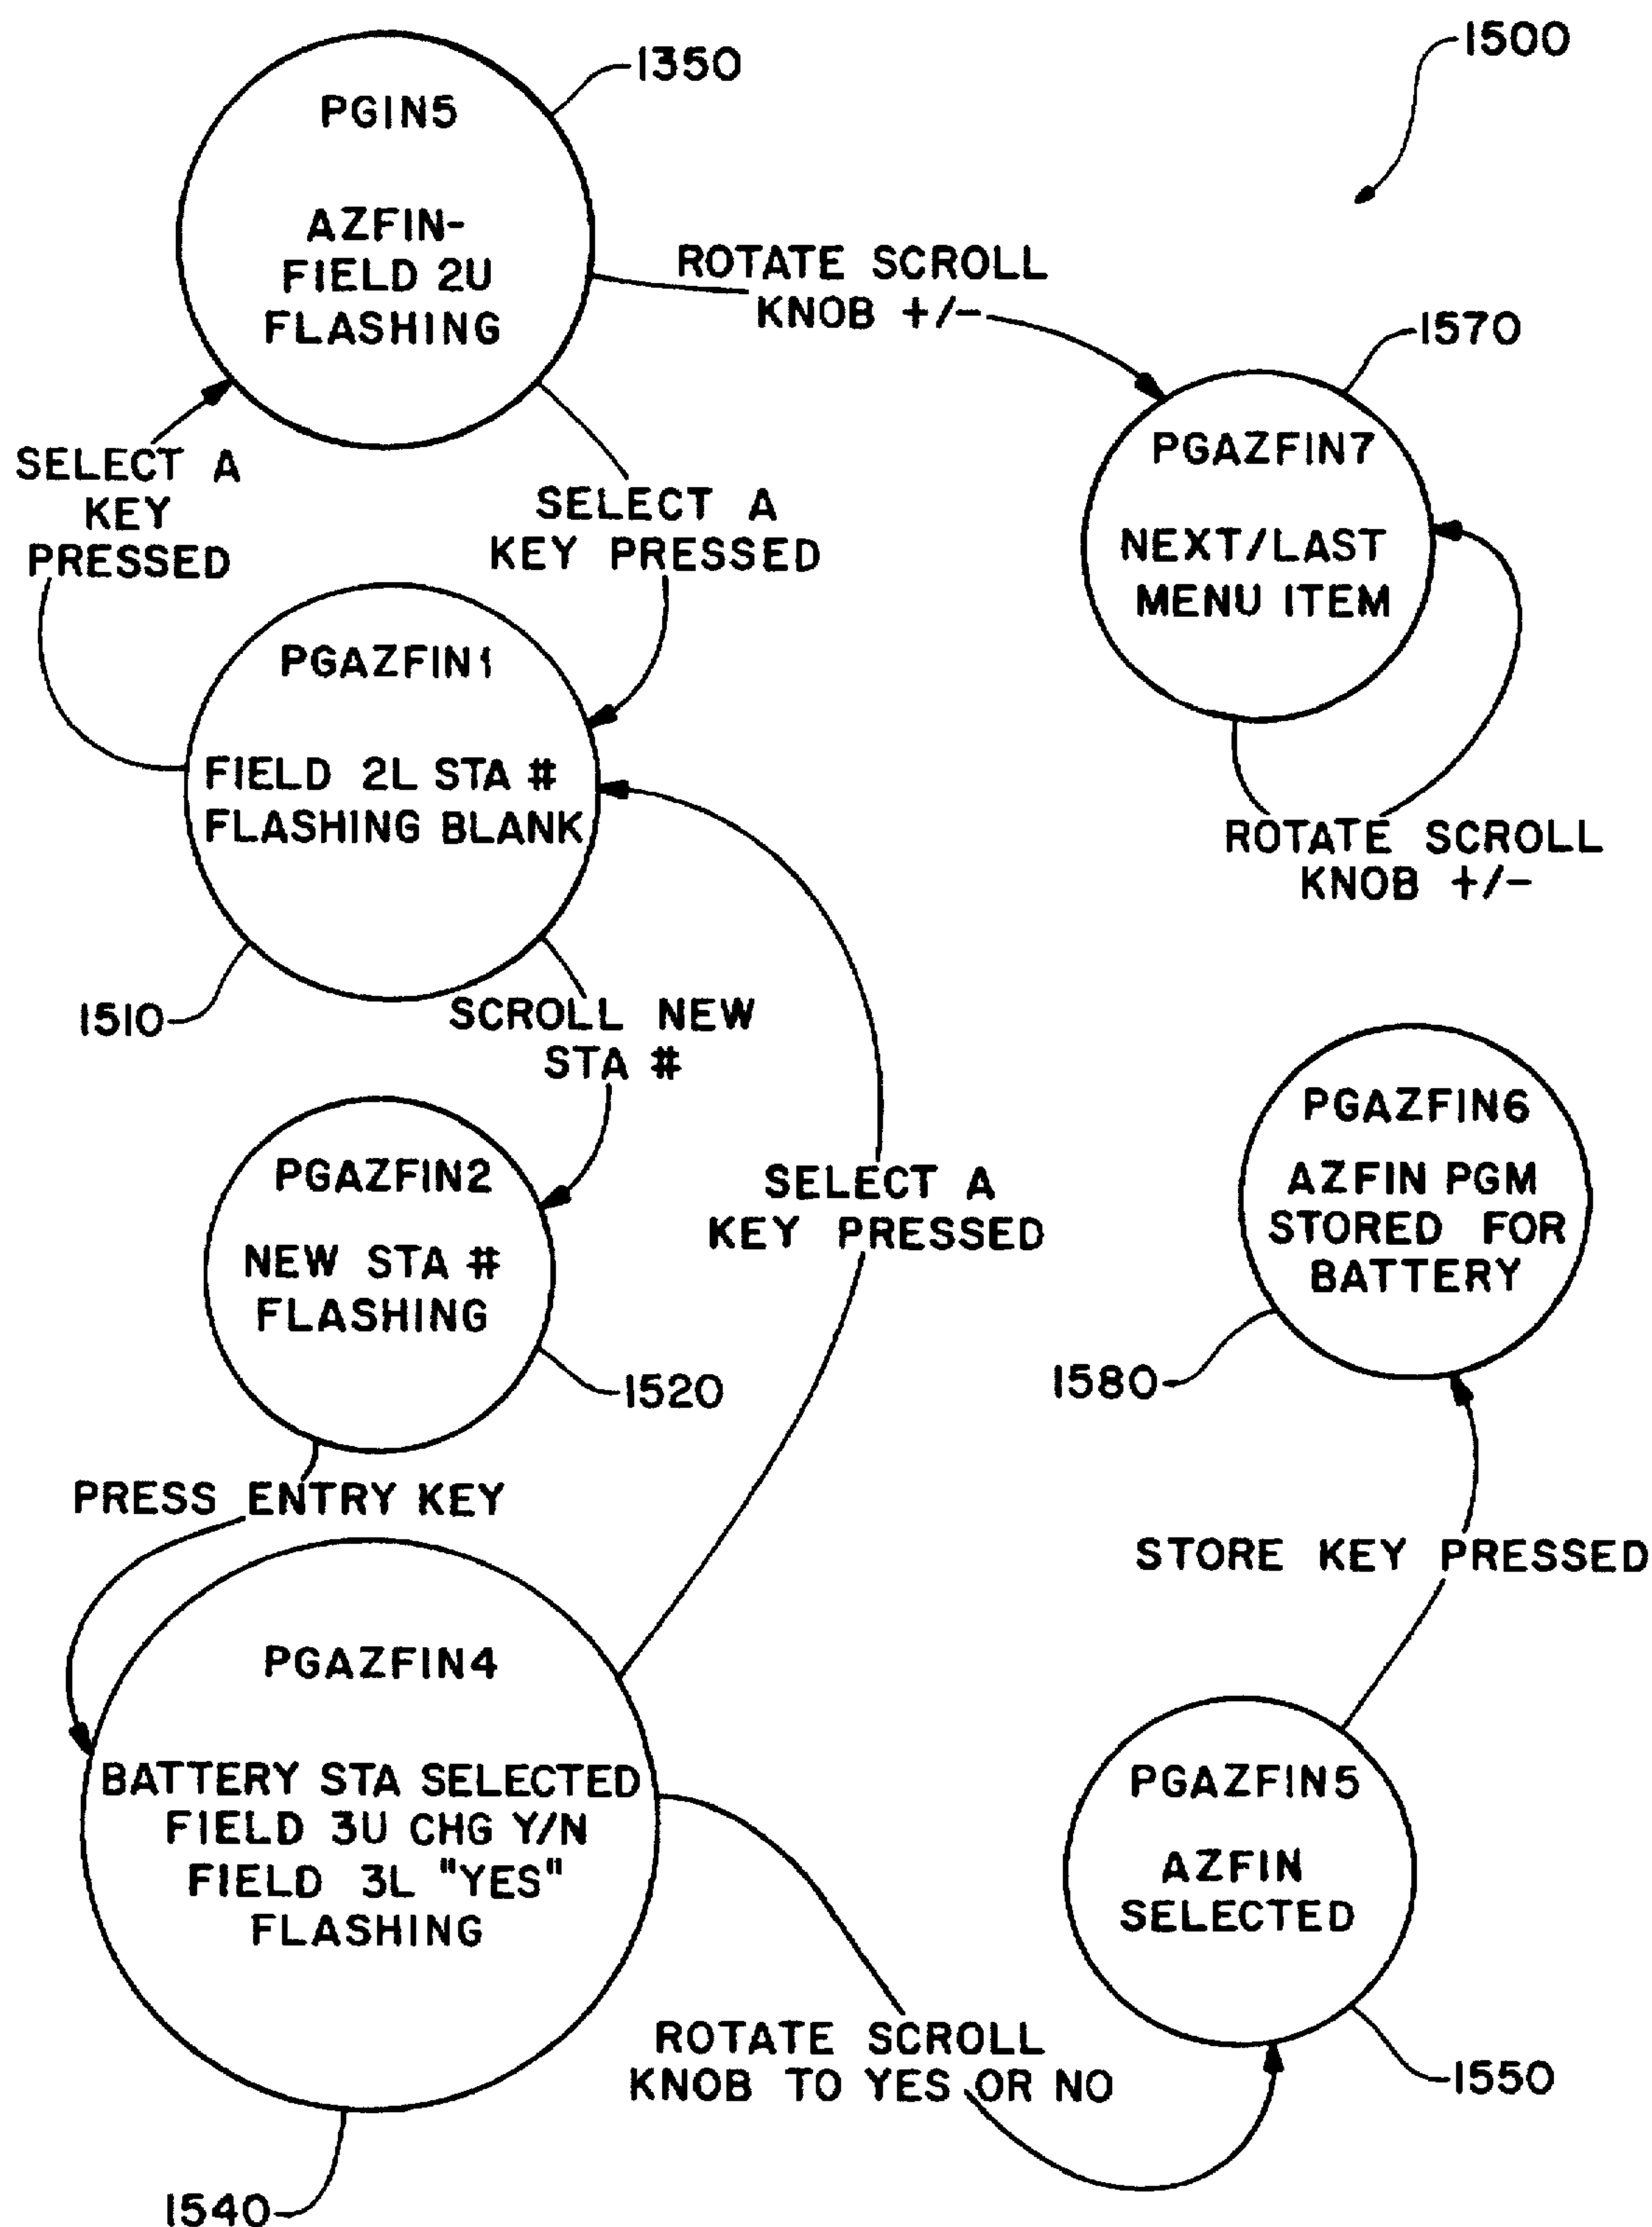 1350
1500
PGIN5
AZFIN-
FIELD 2U
FLASHING
ROTATE SCROLL
KNOB +/-
1570
SELECT A
KEY
PRESSED
SELECT A
KEY PRESSED
PGAZFIN7
NEXT/LAST
MENU ITEM
PGAZFIN1
FIELD 2L STA #
FLASHING BLANK
ROTATE SCROLL
KNOB +/-
1510
SCROLL NEW
STA #
PGAZFIN2
NEW STA #
FLASHING
1520
SELECT A
KEY PRESSED
PGAZFIN6
AZFIN PGM
STORED FOR
BATTERY
1580
PRESS ENTRY KEY
STORE KEY PRESSED
PGAZFIN4
BATTERY STA SELECTED
FIELD 3U CHG Y/N
FIELD 3L "YES"
FLASHING
PGAZFIN5
AZFIN
SELECTED
ROTATE SCROLL
KNOB TO YES OR NO
1550
1540